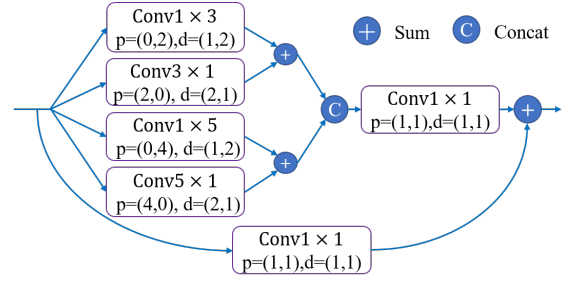 Conv1 × 3
p=(0,2),d=(1,2)
+ Sum
C Concat
+
Conv3 × 1
p=(2,0), d=(2,1)
C
Conv1 × 1
p=(1,1),d=(1,1)
+
Conv1 × 5
p=(0,4), d=(1,2)
+
Conv5 × 1
p=(4,0), d=(2,1)
Conv1 × 1
p=(1,1),d=(1,1)